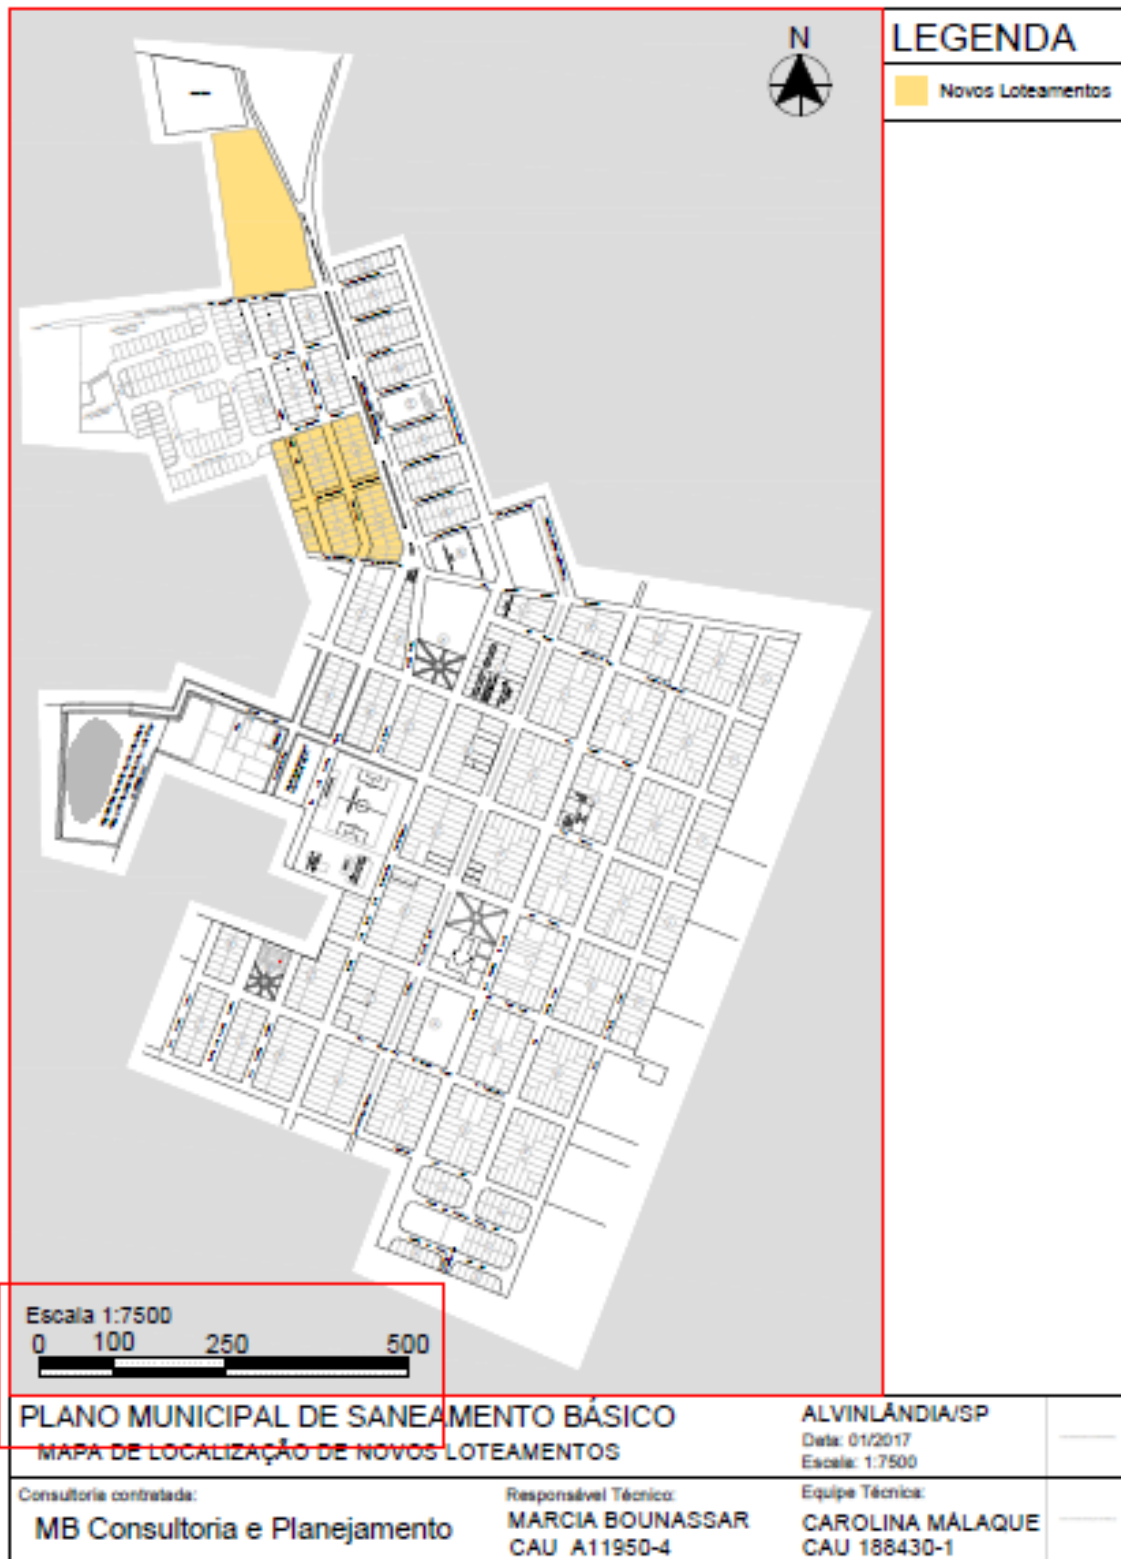 N
LEGENDA
Novos Loteamentos
Escala 1:7500
0 100 250 500
PLANO MUNICIPAL DE SANEAMENTO BÁSICO
MAPA DE LOCALIZAÇÃO DE NOVOS LOTEAMENTOS
ALVINLÂNDIA/SP
Data: 01/2017
Escala: 1:7500
Consultoria contratada:
MB Consultoria e Planejamento
Responsável Técnico:
MARCIA BOUNASSAR
CAU A11950-4
Equipe Técnica:
CAROLINA MALAQUE
CAU 188430-1